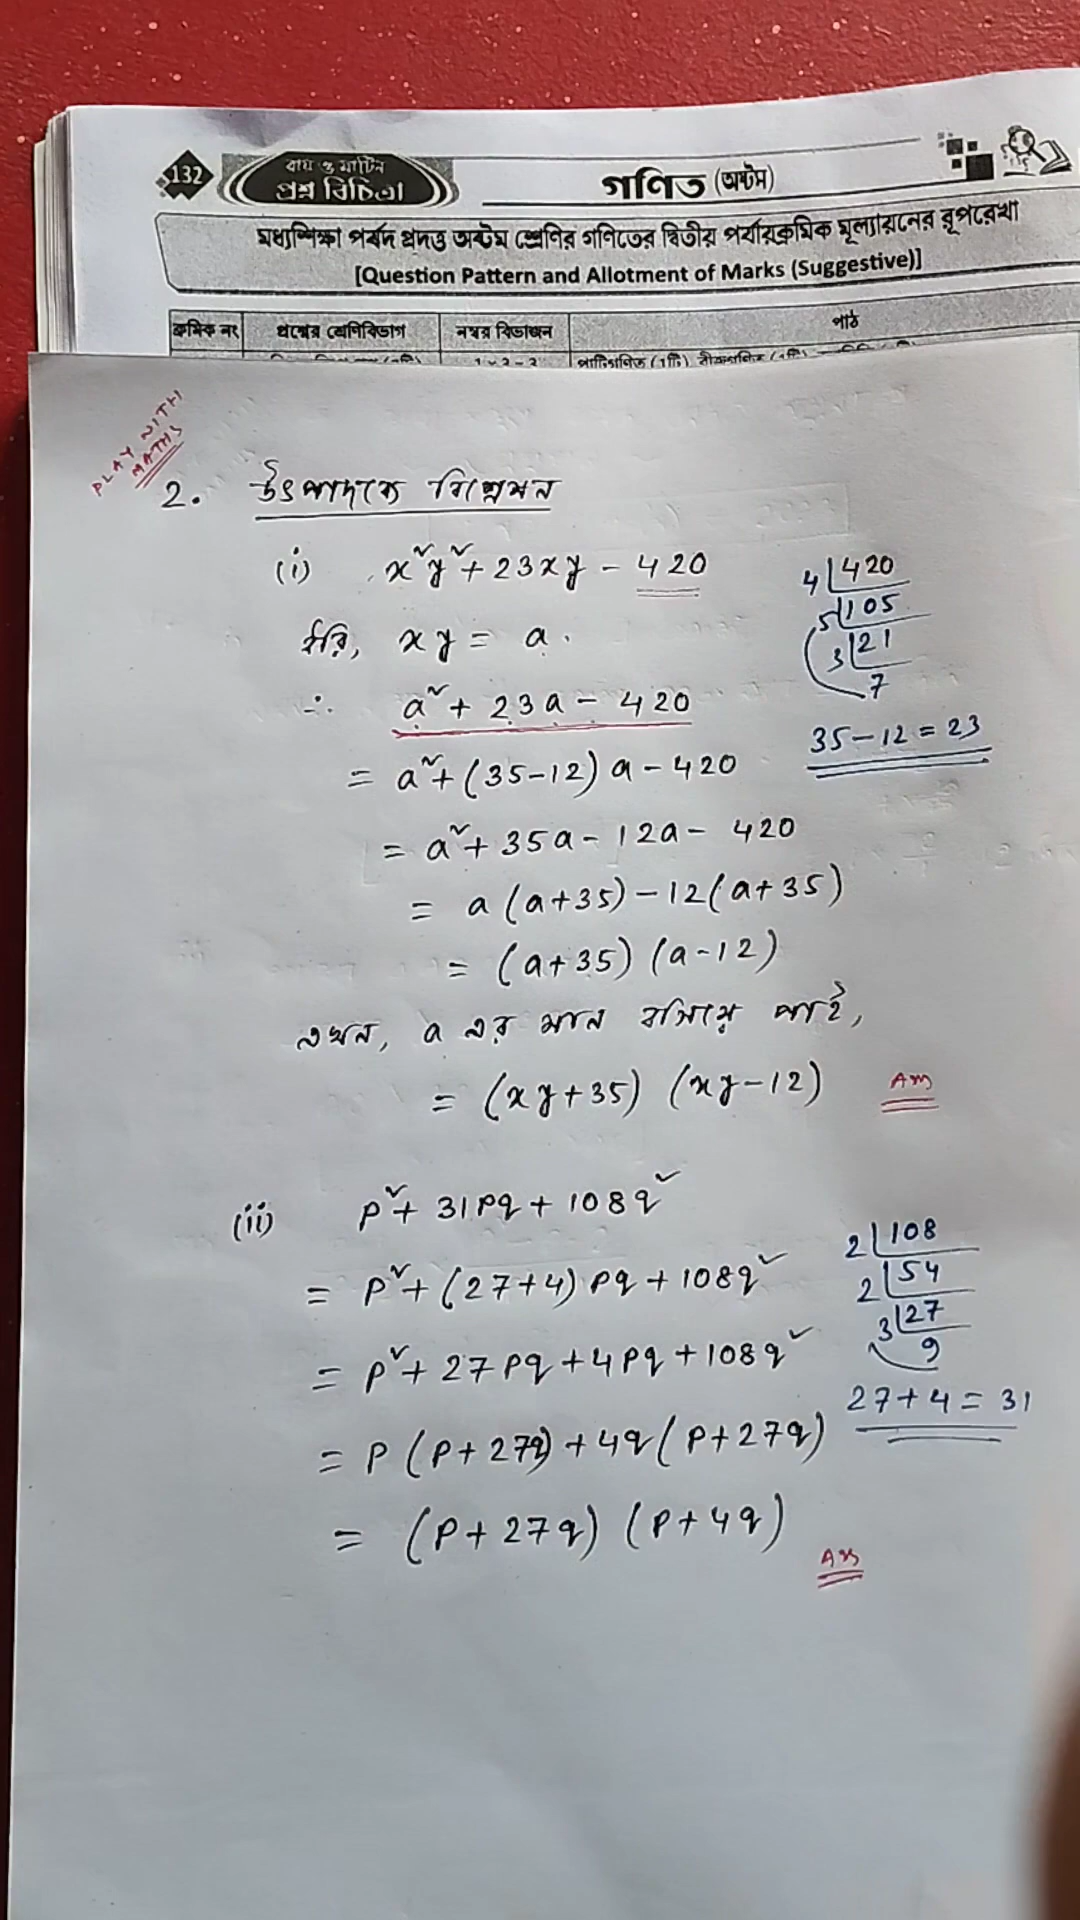 132
রায় ও মার্টিন
প্রশ্ন বিচিত্রা
গণিত (অষ্টম)
মধ্যশিক্ষা পর্ষদ প্রদত্ত অষ্টম শ্রেণির গণিতের দ্বিতীয় পর্যায়ক্রমিক মূল্যায়নের রূপরেখা
[Question Pattern and Allotment of Marks (Suggestive)]
ক্রমিক নং প্রশ্নের শ্রেণিবিভাগ নম্বর বিভাজন পাঠ
PLAY WITH
MATHS
2. উৎপাদকে বিশ্লেষন
(i) x²y² + 23xy - 420
ধরি, xy = a.
∴ a² + 23a - 420
= a² + (35-12) a - 420
= a² + 35a - 12a - 420
= a (a+35) - 12(a+35)
= (a+35) (a-12)
এখন, a এর মান বসিয়ে পাই,
= (xy+35) (xy-12) Ans
4 420
5 105
3 21
7
35-12 = 23
(ii) p² + 31pq + 108q²
= p² + (27+4) pq + 108q²
= p² + 27pq + 4pq + 108q²
= p (p+27q) + 4q (p+27q)
= (p+27q) (p+4q)
Ans
2 108
2 54
3 27
9
27+4 = 31